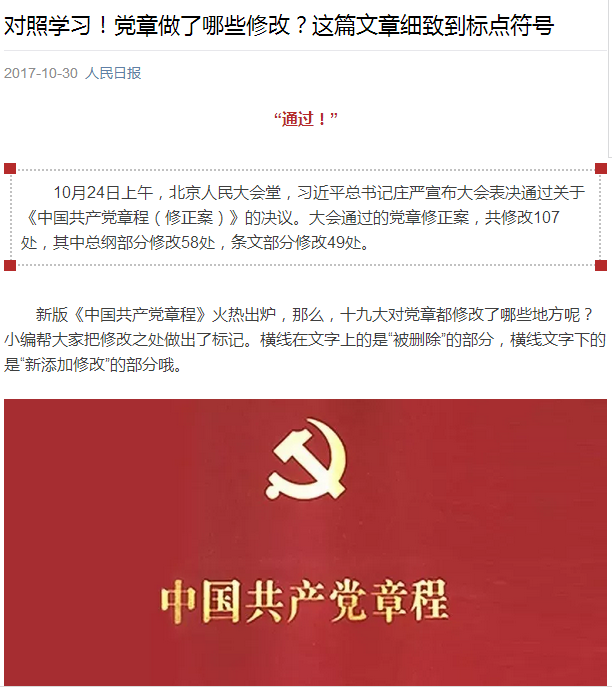 对照学习！党章做了哪些修改？这篇文章细致到标点符号
2017-10-30 人民日报
“通过！”
10月24日上午，北京人民大会堂，习近平总书记庄严宣布大会表决通过关于
《中国共产党章程（修正案）》的决议。大会通过的党章修正案，共修改107
处，其中总纲部分修改58处，条文部分修改49处。
新版《中国共产党章程》火热出炉，那么，十九大对党章都修改了哪些地方呢？
小编帮大家把修改之处做出了标记。横线在文字上的是“被删除”的部分，横线文字下的
是“新添加修改”的部分哦。
中国共产党章程